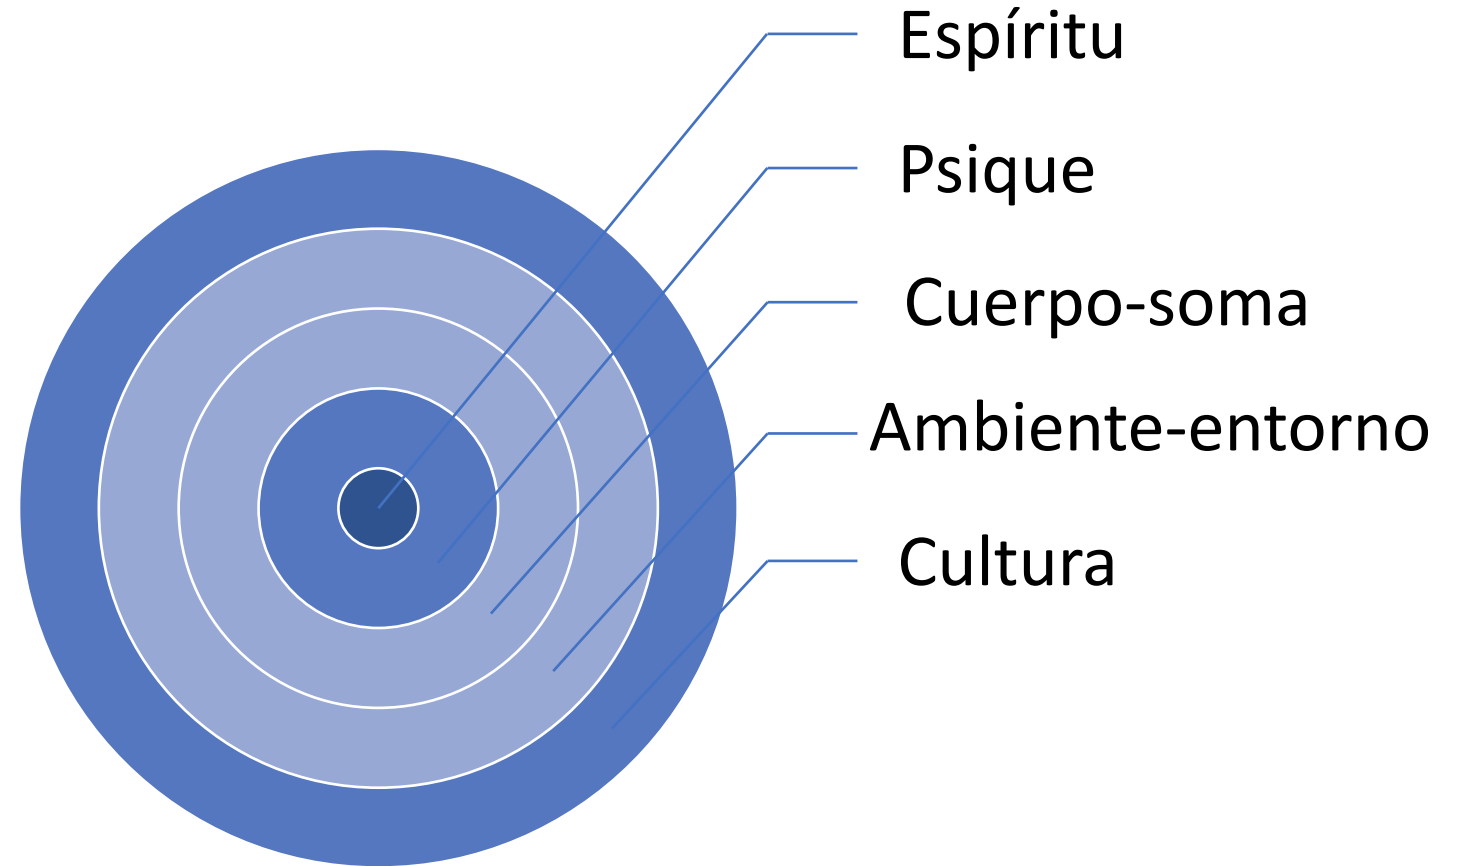 Espíritu
Psique
Cuerpo-soma
Ambiente-entorno
Cultura